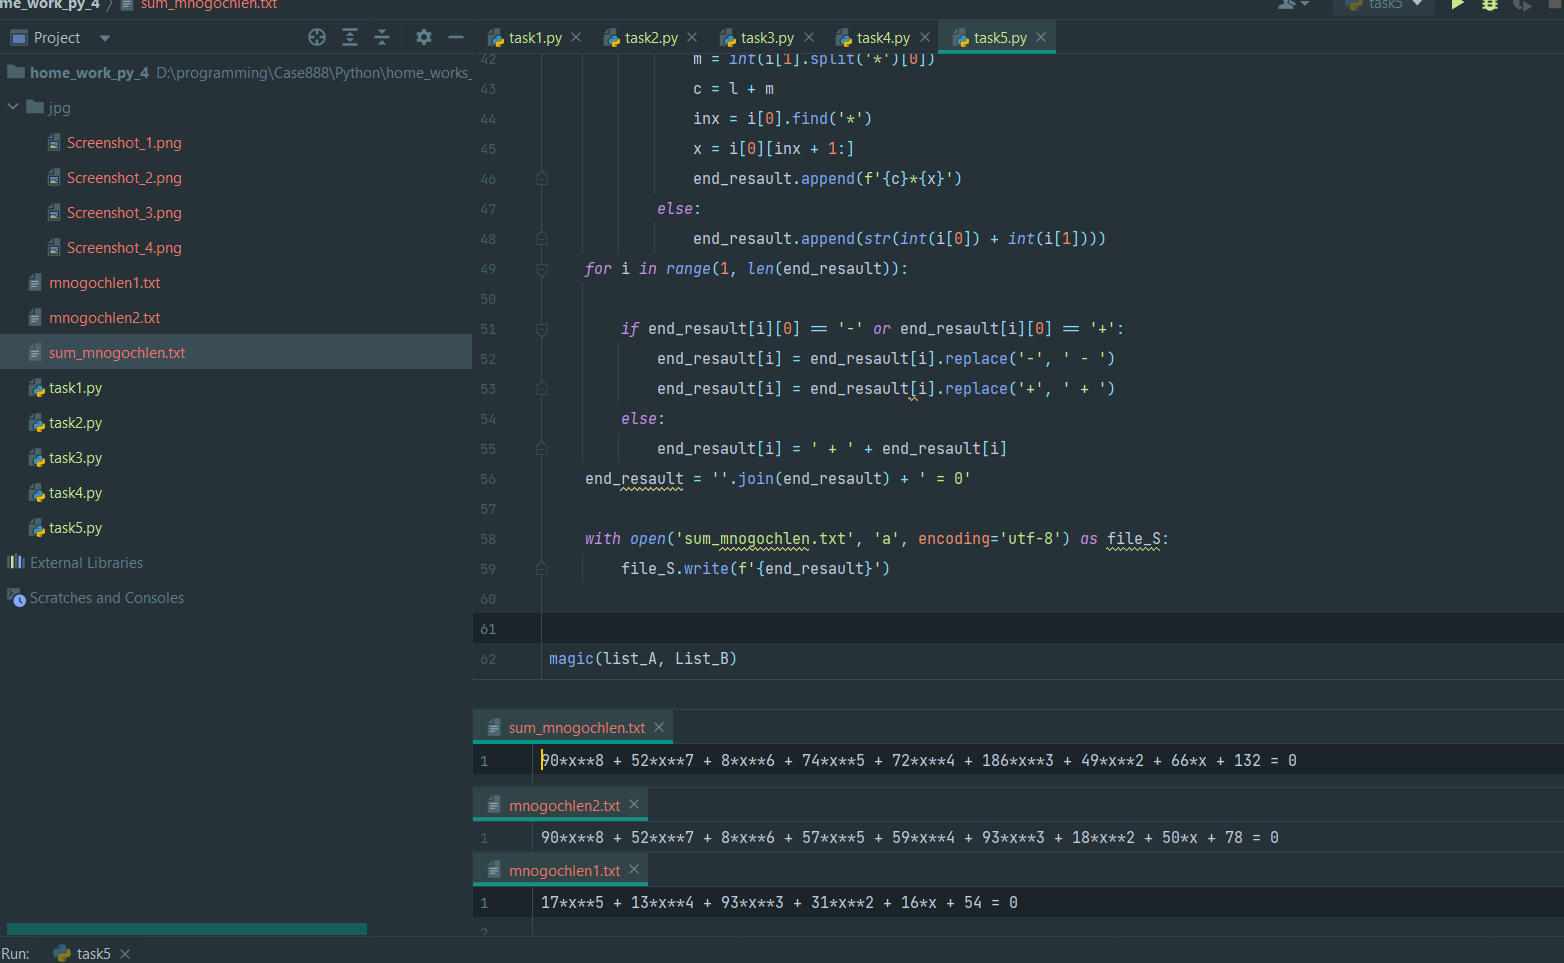 me_work_py_4 sum_mnogochlen.txt task5
Project
task1.py task2.py task3.py task4.py task5.py
home_work_py_4 D:\programming\Case888\Python\home_works_
jpg
Screenshot_1.png
Screenshot_2.png
Screenshot_3.png
Screenshot_4.png
mnogochlen1.txt
mnogochlen2.txt
sum_mnogochlen.txt
task1.py
task2.py
task3.py
task4.py
task5.py
External Libraries
Scratches and Consoles
42 m = int(i[1].split('*')[0])
43 c = l + m
44 inx = i[0].find('*')
45 x = i[0][inx + 1:]
46 end_resault.append(f'{c}*{x}')
47 else:
48 end_resault.append(str(int(i[0]) + int(i[1])))
49 for i in range(1, len(end_resault)):
50
51 if end_resault[i][0] == '-' or end_resault[i][0] == '+':
52 end_resault[i] = end_resault[i].replace('-', ' - ')
53 end_resault[i] = end_resault[i].replace('+', ' + ')
54 else:
55 end_resault[i] = ' + ' + end_resault[i]
56 end_resault = ''.join(end_resault) + ' = 0'
57
58 with open('sum_mnogochlen.txt', 'a', encoding='utf-8') as file_S:
59 file_S.write(f'{end_resault}')
60
61
62 magic(list_A, List_B)
sum_mnogochlen.txt
1 90*x**8 + 52*x**7 + 8*x**6 + 74*x**5 + 72*x**4 + 186*x**3 + 49*x**2 + 66*x + 132 = 0
mnogochlen2.txt
1 90*x**8 + 52*x**7 + 8*x**6 + 57*x**5 + 59*x**4 + 93*x**3 + 18*x**2 + 50*x + 78 = 0
mnogochlen1.txt
1 17*x**5 + 13*x**4 + 93*x**3 + 31*x**2 + 16*x + 54 = 0
2
Run: task5